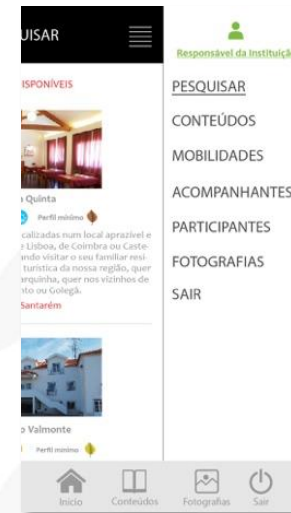 UISAR
ISPONÍVEIS
a Quinta
Perfil mínimo
calizadas num local aprazível e
e Lisboa, de Coimbra ou Caste-
ando visitar o seu familiar resi-
turística da nossa região, quer
arquinha, quer nos vizinhos de
nto ou Golegã.
Santarém
o Valmonte
Perfil mínimo
Responsável da Instituiçã
PESQUISAR
CONTEÚDOS
MOBILIDADES
ACOMPANHANTES
PARTICIPANTES
FOTOGRAFIAS
SAIR
Início Conteúdos Fotografias Sair